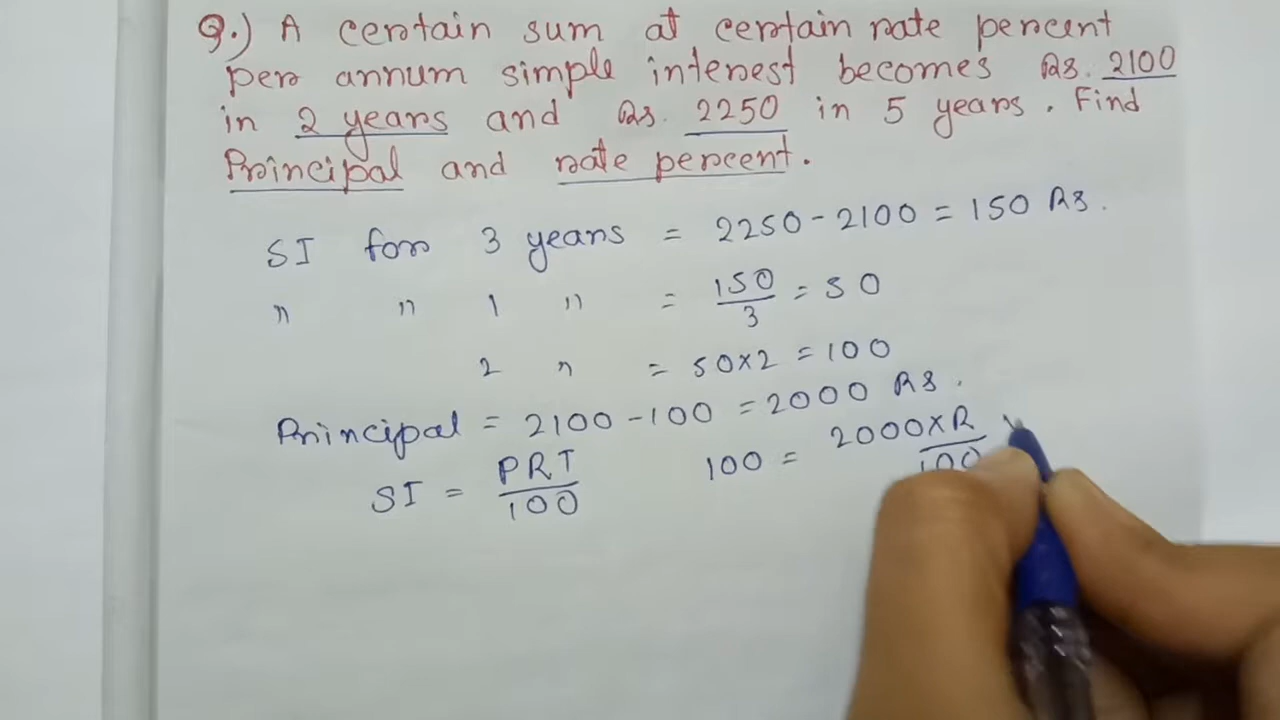 Q.) A certain sum at certain rate percent
per annum simple interest becomes Rs. 2100
in 2 years and Rs. 2250 in 5 years. Find
Principal and rate percent.
SI for 3 years = 2250 - 2100 = 150 Rs.
" " 1 " = 150/3 = 50
2 " = 50×2 = 100
Principal = 2100 - 100 = 2000 Rs.
SI = PRT/100 100 = 2000×R/100